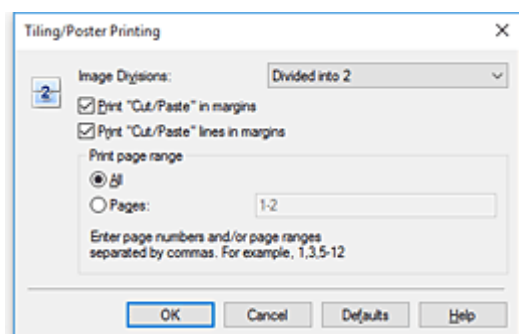 Tiling/Poster Printing
Image Divisions: Divided into 2
2
Print "Cut/Paste" in margins
Print "Cut/Paste" lines in margins
Print page range
All
Pages: 1-2
Enter page numbers and/or page ranges
separated by commas. For example, 1,3,5-12
OK Cancel Defaults Help